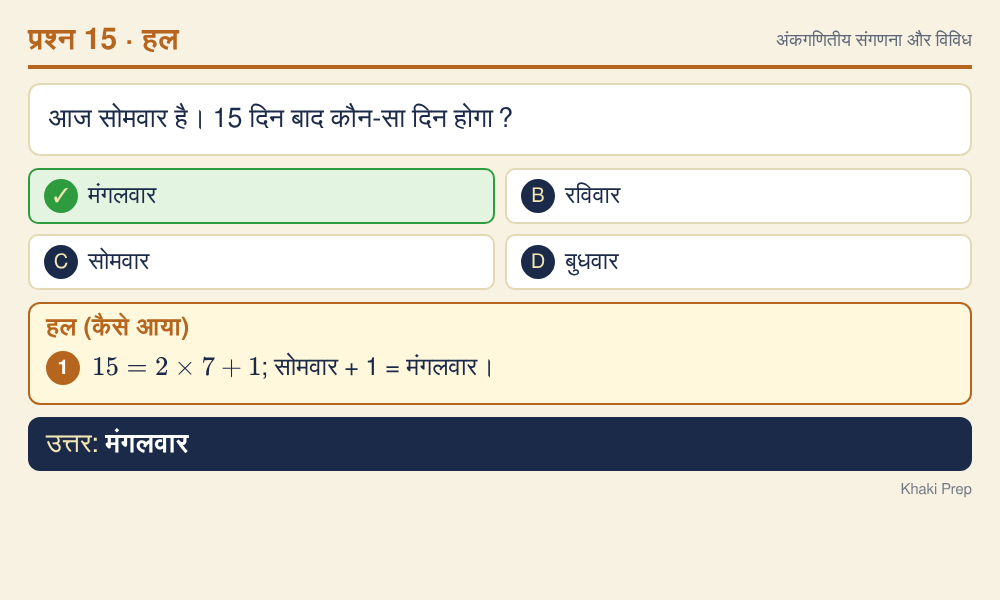 प्रश्न 15 · हल
अंकगणितीय संगणना और विविध
आज सोमवार है। 15 दिन बाद कौन-सा दिन होगा ?
✓ मंगलवार
B रविवार
C सोमवार
D बुधवार
हल (कैसे आया)
1 15 = 2 × 7 + 1; सोमवार + 1 = मंगलवार।
उत्तर: मंगलवार
Khaki Prep